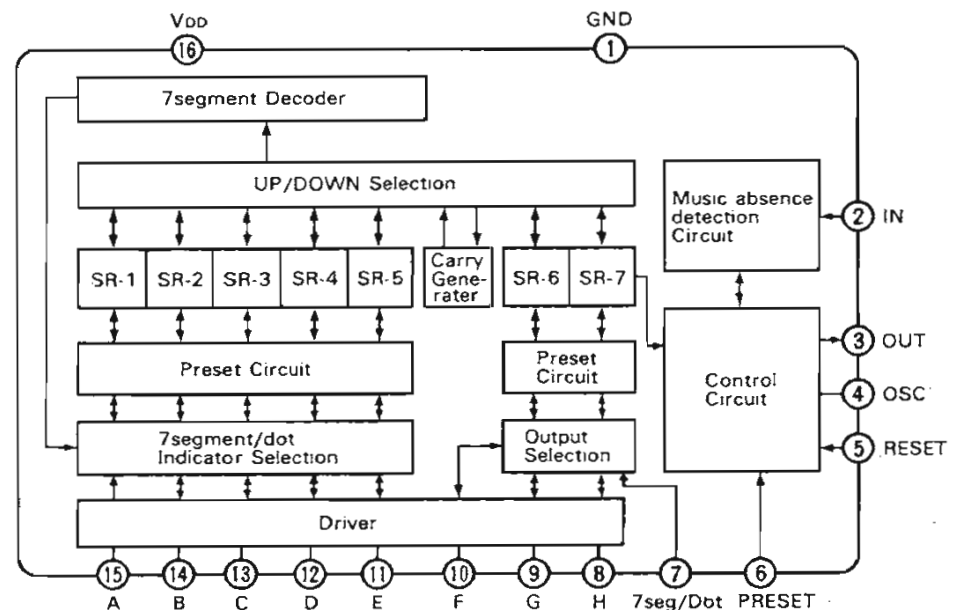 VDD
GND
16
1
7segment Decoder
UP/DOWN Selection
Music absence
detection
Circuit
2
IN
SR-1
SR-2
SR-3
SR-4
SR-5
Carry
Gene-
rater
SR-6
SR-7
3
OUT
Preset Circuit
Preset
Circuit
Control
Circuit
4
OSC
7segment/dot
Indicator Selection
Output
Selection
5
RESET
Driver
15
14
13
12
11
10
9
8
7
6
A
B
C
D
E
F
G
H
7seg/Dot
PRESET